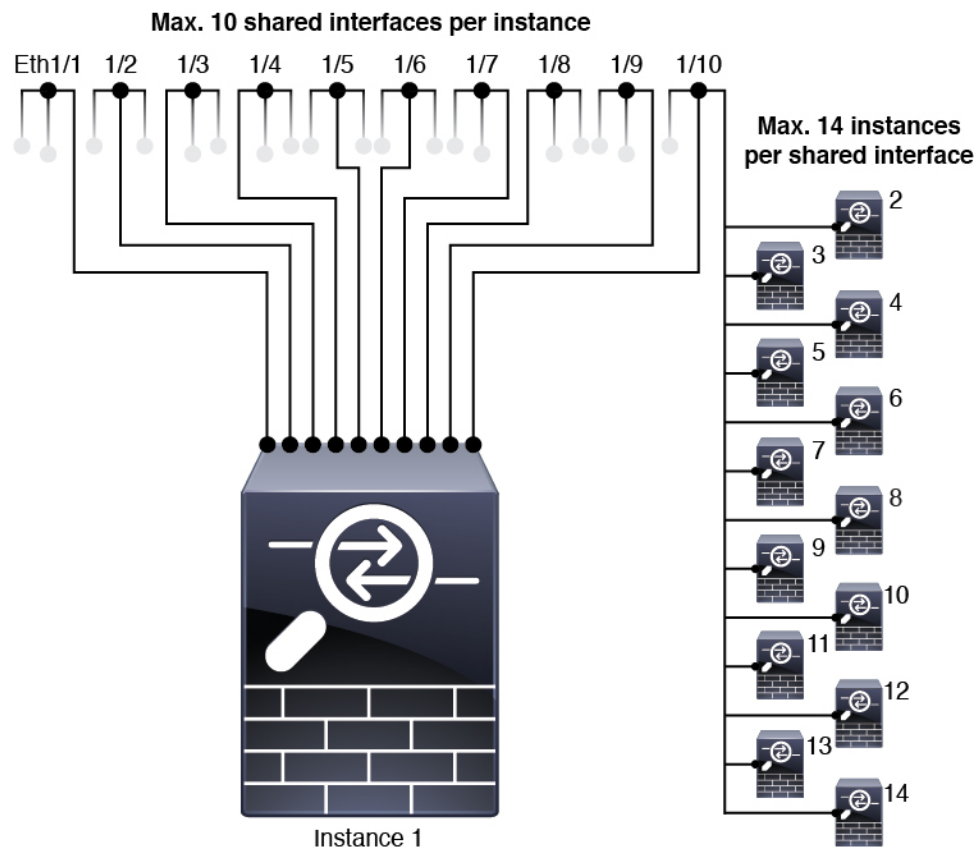 Max. 10 shared interfaces per instance
Eth1/1 1/2 1/3 1/4 1/5 1/6 1/7 1/8 1/9 1/10
Max. 14 instances
per shared interface
2
3
4
5
6
7
8
9
10
11
12
13
14
Instance 1